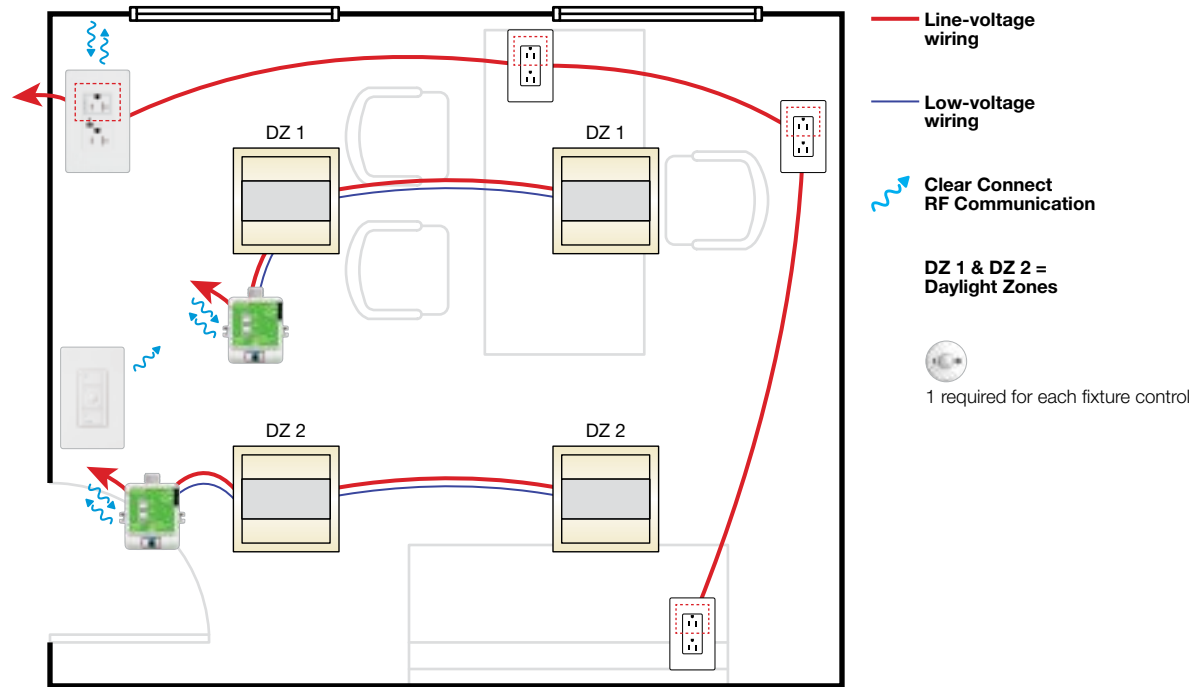 Line-voltage
wiring
DZ 1
DZ 1
Low-voltage
wiring
Clear Connect
RF Communication
DZ 1 & DZ 2 =
Daylight Zones
1 required for each fixture control
DZ 2
DZ 2